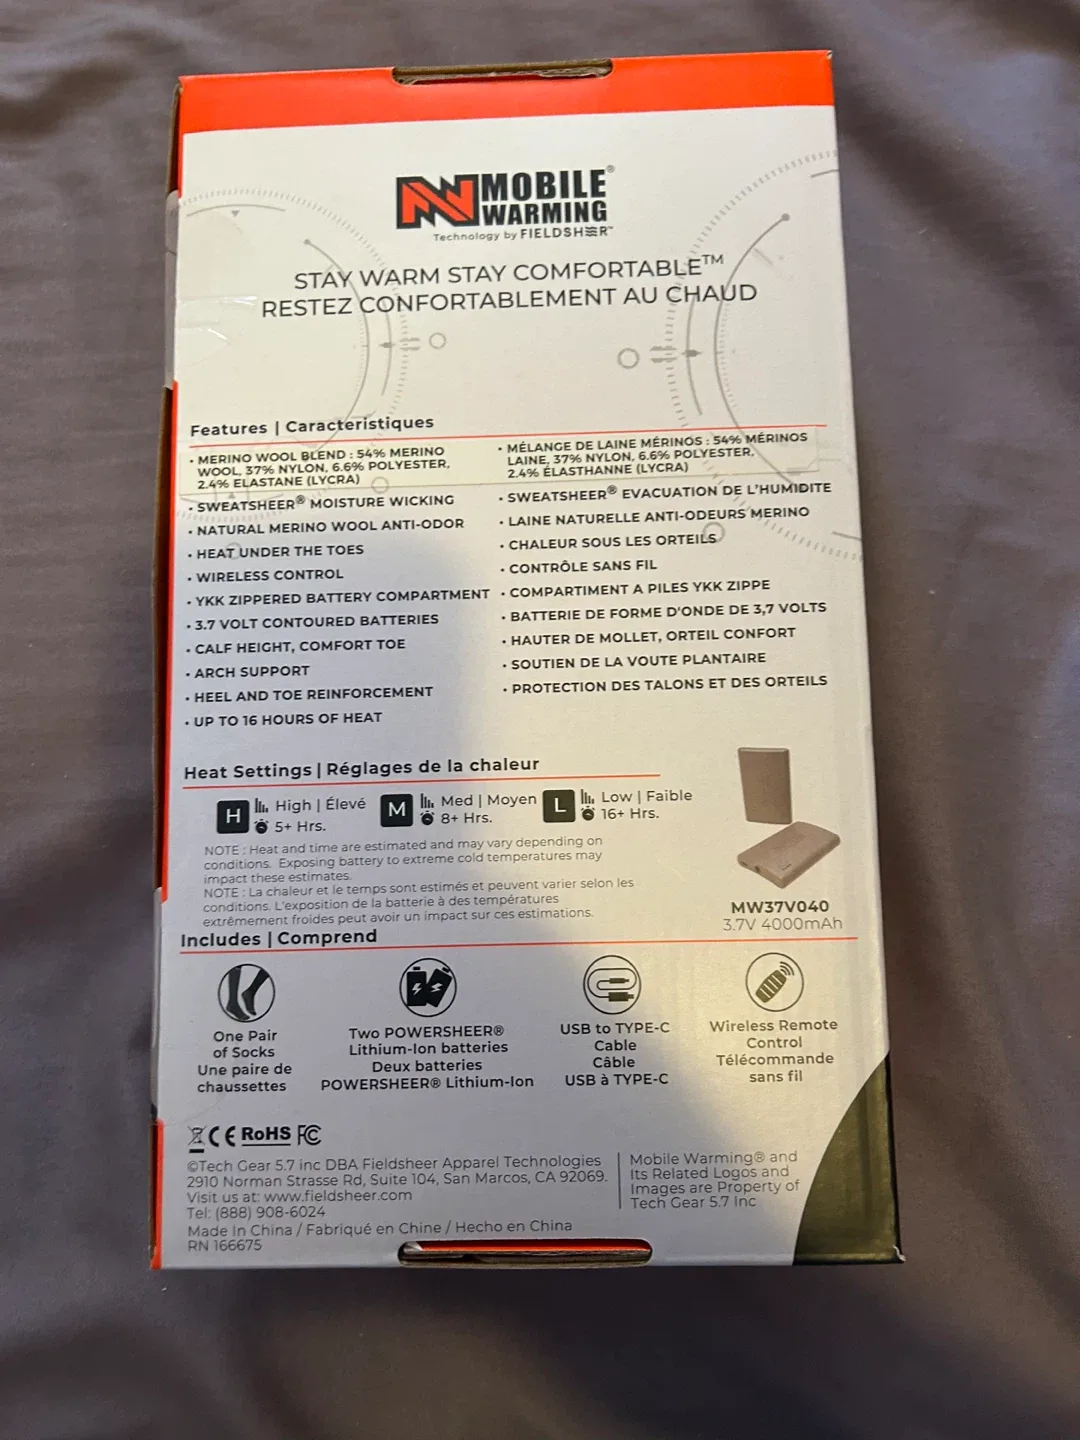 MOBILE®
WARMING
Technology by FIELDSHEER™
STAY WARM STAY COMFORTABLE™
RESTEZ CONFORTABLEMENT AU CHAUD
Features | Caracteristiques
• MERINO WOOL BLEND : 54% MERINO
WOOL, 37% NYLON, 6.6% POLYESTER,
2.4% ELASTANE (LYCRA)
• SWEATSHEER® MOISTURE WICKING
• NATURAL MERINO WOOL ANTI-ODOR
• HEAT UNDER THE TOES
• WIRELESS CONTROL
• YKK ZIPPERED BATTERY COMPARTMENT
• 3.7 VOLT CONTOURED BATTERIES
• CALF HEIGHT, COMFORT TOE
• ARCH SUPPORT
• HEEL AND TOE REINFORCEMENT
• UP TO 16 HOURS OF HEAT
• MÉLANGE DE LAINE MÉRINOS : 54% MÉRINOS
LAINE, 37% NYLON, 6.6% POLYESTER,
2.4% ÉLASTHANNE (LYCRA)
• SWEATSHEER® EVACUATION DE L'HUMIDITE
• LAINE NATURELLE ANTI-ODEURS MERINO
• CHALEUR SOUS LES ORTEILS
• CONTRÔLE SANS FIL
• COMPARTIMENT A PILES YKK ZIPPE
• BATTERIE DE FORME D'ONDE DE 3,7 VOLTS
• HAUTER DE MOLLET, ORTEIL CONFORT
• SOUTIEN DE LA VOUTE PLANTAIRE
• PROTECTION DES TALONS ET DES ORTEILS
Heat Settings | Réglages de la chaleur
H High | Élevé
5+ Hrs.
M Med | Moyen
8+ Hrs.
L Low | Faible
16+ Hrs.
NOTE : Heat and time are estimated and may vary depending on
conditions. Exposing battery to extreme cold temperatures may
impact these estimates.
NOTE : La chaleur et le temps sont estimés et peuvent varier selon les
conditions. L'exposition de la batterie à des températures
extrêmement froides peut avoir un impact sur ces estimations.
MW37V040
3.7V 4000mAh
Includes | Comprend
One Pair
of Socks
Une paire de
chaussettes
Two POWERSHEER®
Lithium-Ion batteries
Deux batteries
POWERSHEER® Lithium-Ion
USB to TYPE-C
Cable
Câble
USB à TYPE-C
Wireless Remote
Control
Télécommande
sans fil
CE RoHS FC
©Tech Gear 5.7 inc DBA Fieldsheer Apparel Technologies
2910 Norman Strasse Rd, Suite 104, San Marcos, CA 92069.
Visit us at: www.fieldsheer.com
Tel: (888) 908-6024
Made In China / Fabriqué en Chine / Hecho en China
RN 166675
Mobile Warming® and
Its Related Logos and
Images are Property of
Tech Gear 5.7 Inc